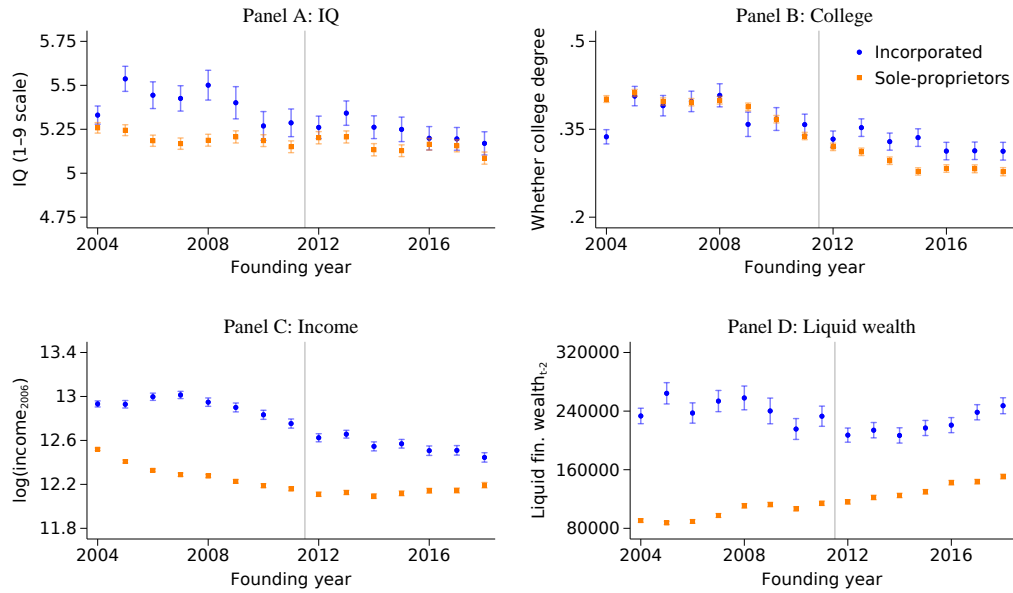 Panel A: IQ
5.75
5.5
5.25
5
4.75
IQ (1–9 scale)
2004
2008
2012
2016
Founding year
Panel B: College
.5
.35
.2
Whether college degree
Incorporated
Sole-proprietors
2004
2008
2012
2016
Founding year
Panel C: Income
13.4
13
12.6
12.2
11.8
log(income2006)
2004
2008
2012
2016
Founding year
Panel D: Liquid wealth
320000
240000
160000
80000
Liquid fin. wealtht-2
2004
2008
2012
2016
Founding year